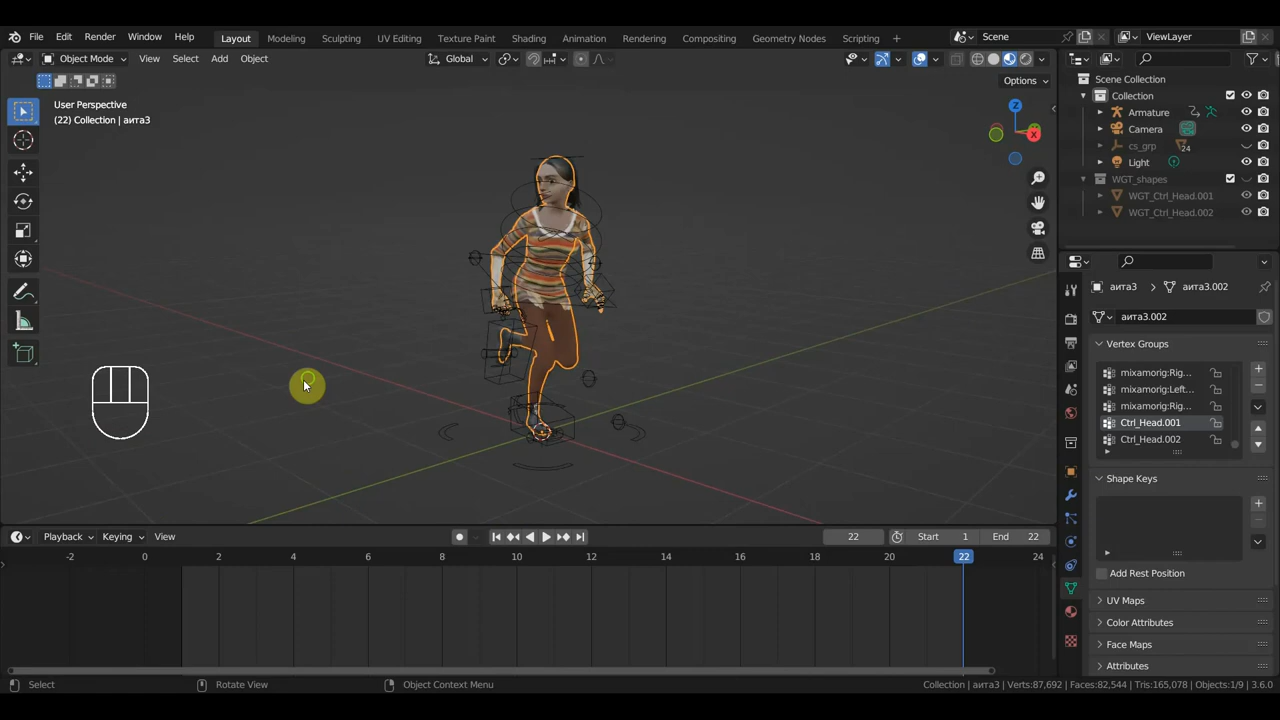 File Edit Render Window Help Layout Modeling Sculpting UV Editing Texture Paint Shading Animation Rendering Compositing Geometry Nodes Scripting + Scene ViewLayer
Object Mode View Select Add Object Global
Options
User Perspective
(22) Collection | аита3
Z
X
Scene Collection
Collection
Armature
Camera
cs_grp 24
Light
WGT_shapes
WGT_Ctrl_Head.001
WGT_Ctrl_Head.002
аита3 > аита3.002
аита3.002
Vertex Groups
mixamorig:Rig...
mixamorig:Left...
mixamorig:Rig...
Ctrl_Head.001
Ctrl_Head.002
Shape Keys
Add Rest Position
UV Maps
Color Attributes
Face Maps
Attributes
Playback Keying View 22 Start 1 End 22
-2 0 2 4 6 8 10 12 14 16 18 20 22 24
Select Rotate View Object Context Menu Collection | аита3 | Verts:87,692 | Faces:82,544 | Tris:165,078 | Objects:1/9 | 3.6.0